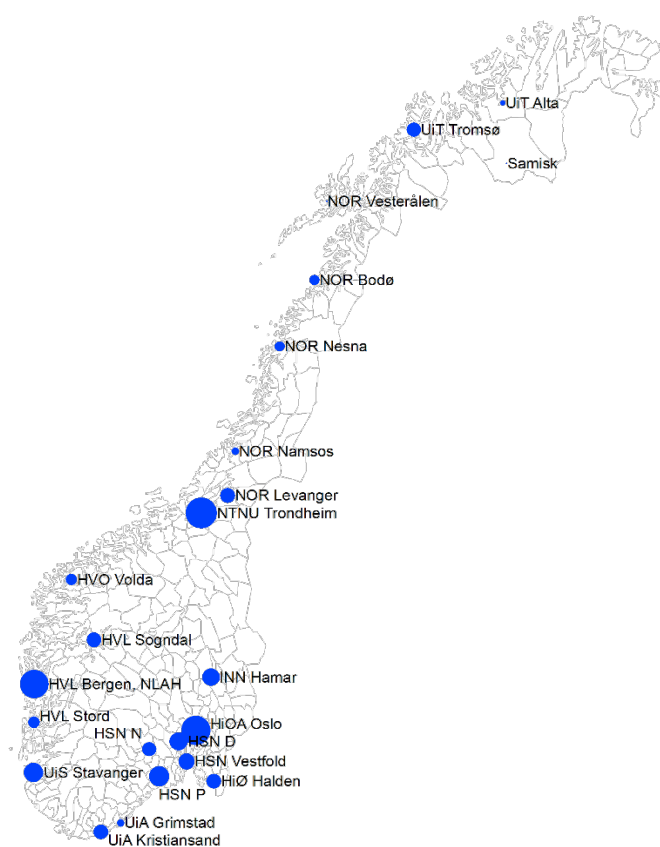 UiT Alta
UiT Tromsø
Samisk
NOR Vesterålen
NOR Bodø
NOR Nesna
NOR Namsos
NOR Levanger
NTNU Trondheim
HVO Volda
HVL Sogndal
INN Hamar
HVL Bergen, NLAH
HVL Stord
HiOA Oslo
HSN N
HSN D
HSN Vestfold
UiS Stavanger
HiØ Halden
HSN P
UiA Grimstad
UiA Kristiansand